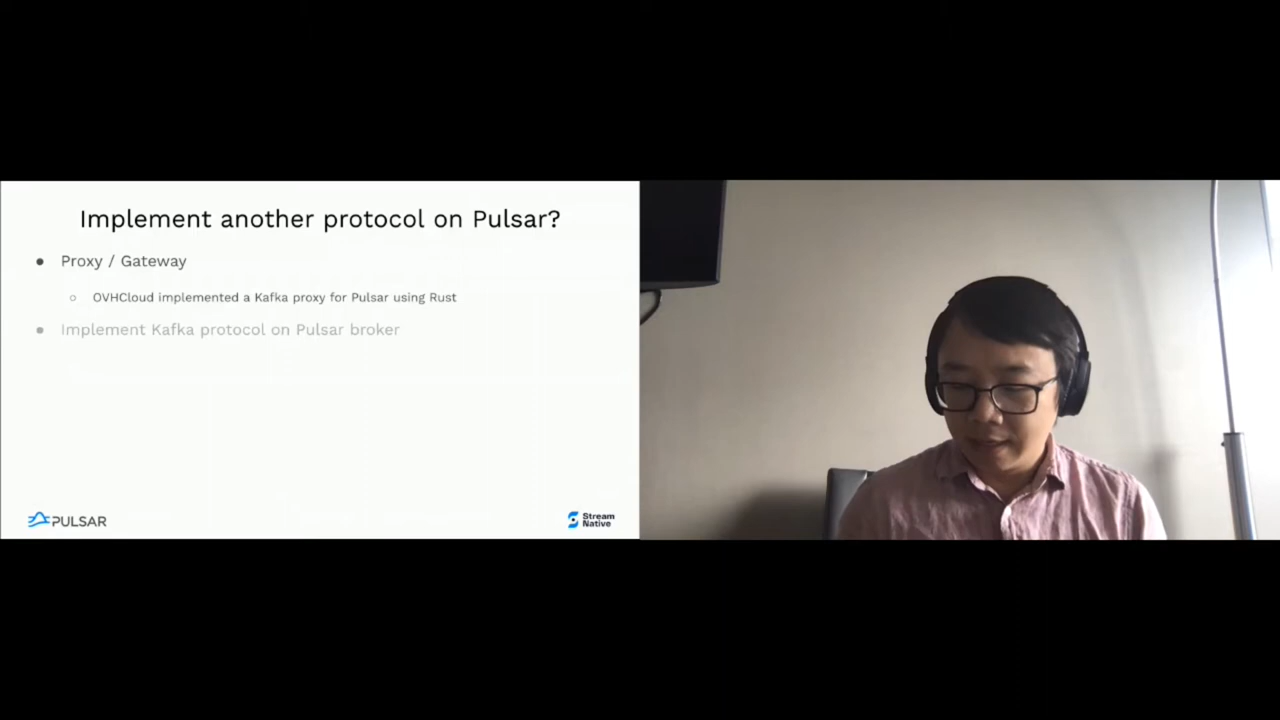 Implement another protocol on Pulsar?
● Proxy / Gateway
○ OVHCloud implemented a Kafka proxy for Pulsar using Rust
● Implement Kafka protocol on Pulsar broker
PULSAR
Stream
Native